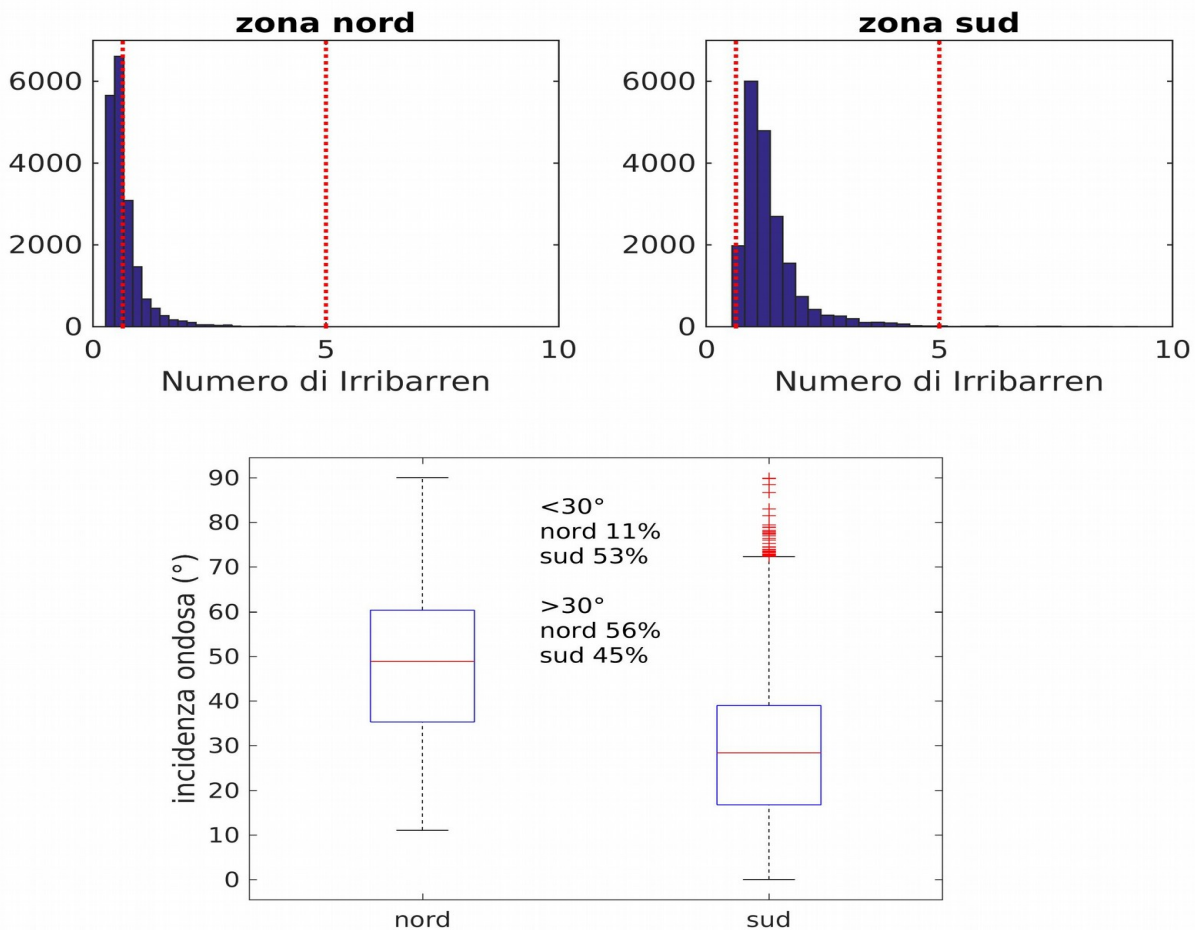 zona nord
6000
4000
2000
0
0 5 10
Numero di Irribarren
zona sud
6000
4000
2000
0
0 5 10
Numero di Irribarren
incidenza ondosa (°)
90
80
70
60
50
40
30
20
10
0
<30°
nord 11%
sud 53%
>30°
nord 56%
sud 45%
nord sud